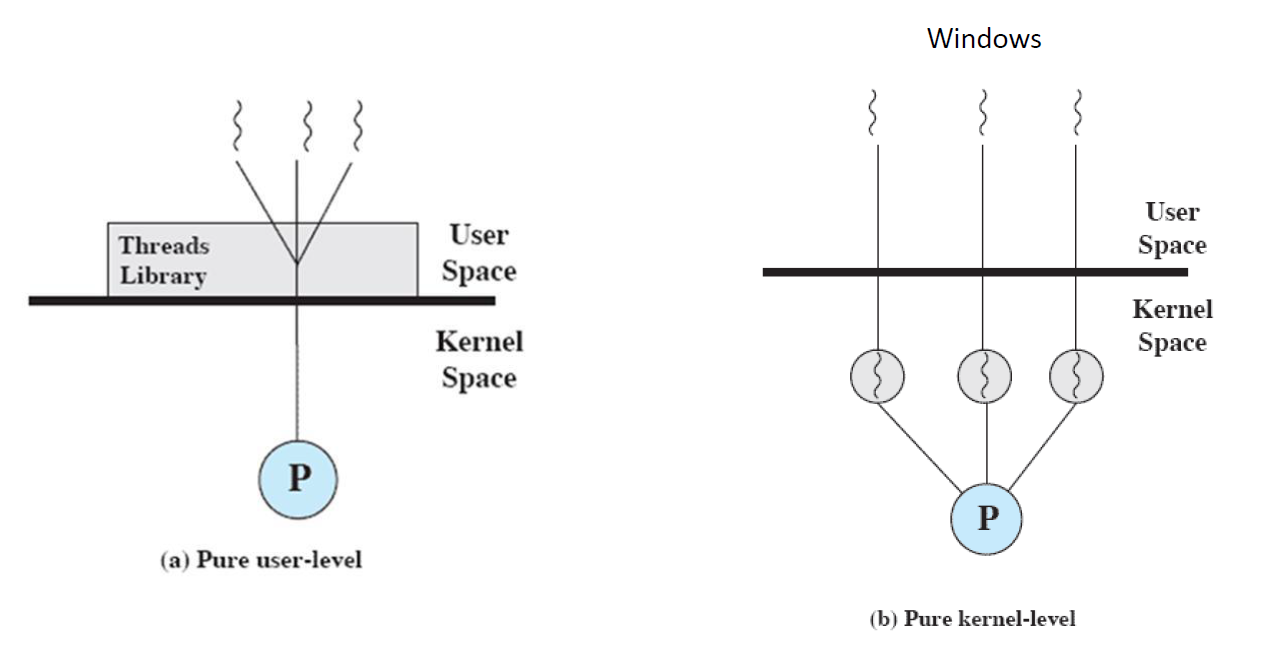 Windows
Threads
Library
User
Space
Kernel
Space
P
(a) Pure user-level
User
Space
Kernel
Space
P
(b) Pure kernel-level